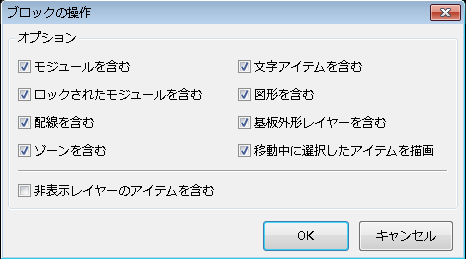 ブロックの操作
オプション
モジュールを含む
文字アイテムを含む
ロックされたモジュールを含む
図形を含む
配線を含む
基板外形レイヤーを含む
ゾーンを含む
移動中に選択したアイテムを描画
非表示レイヤーのアイテムを含む
OK
キャンセル